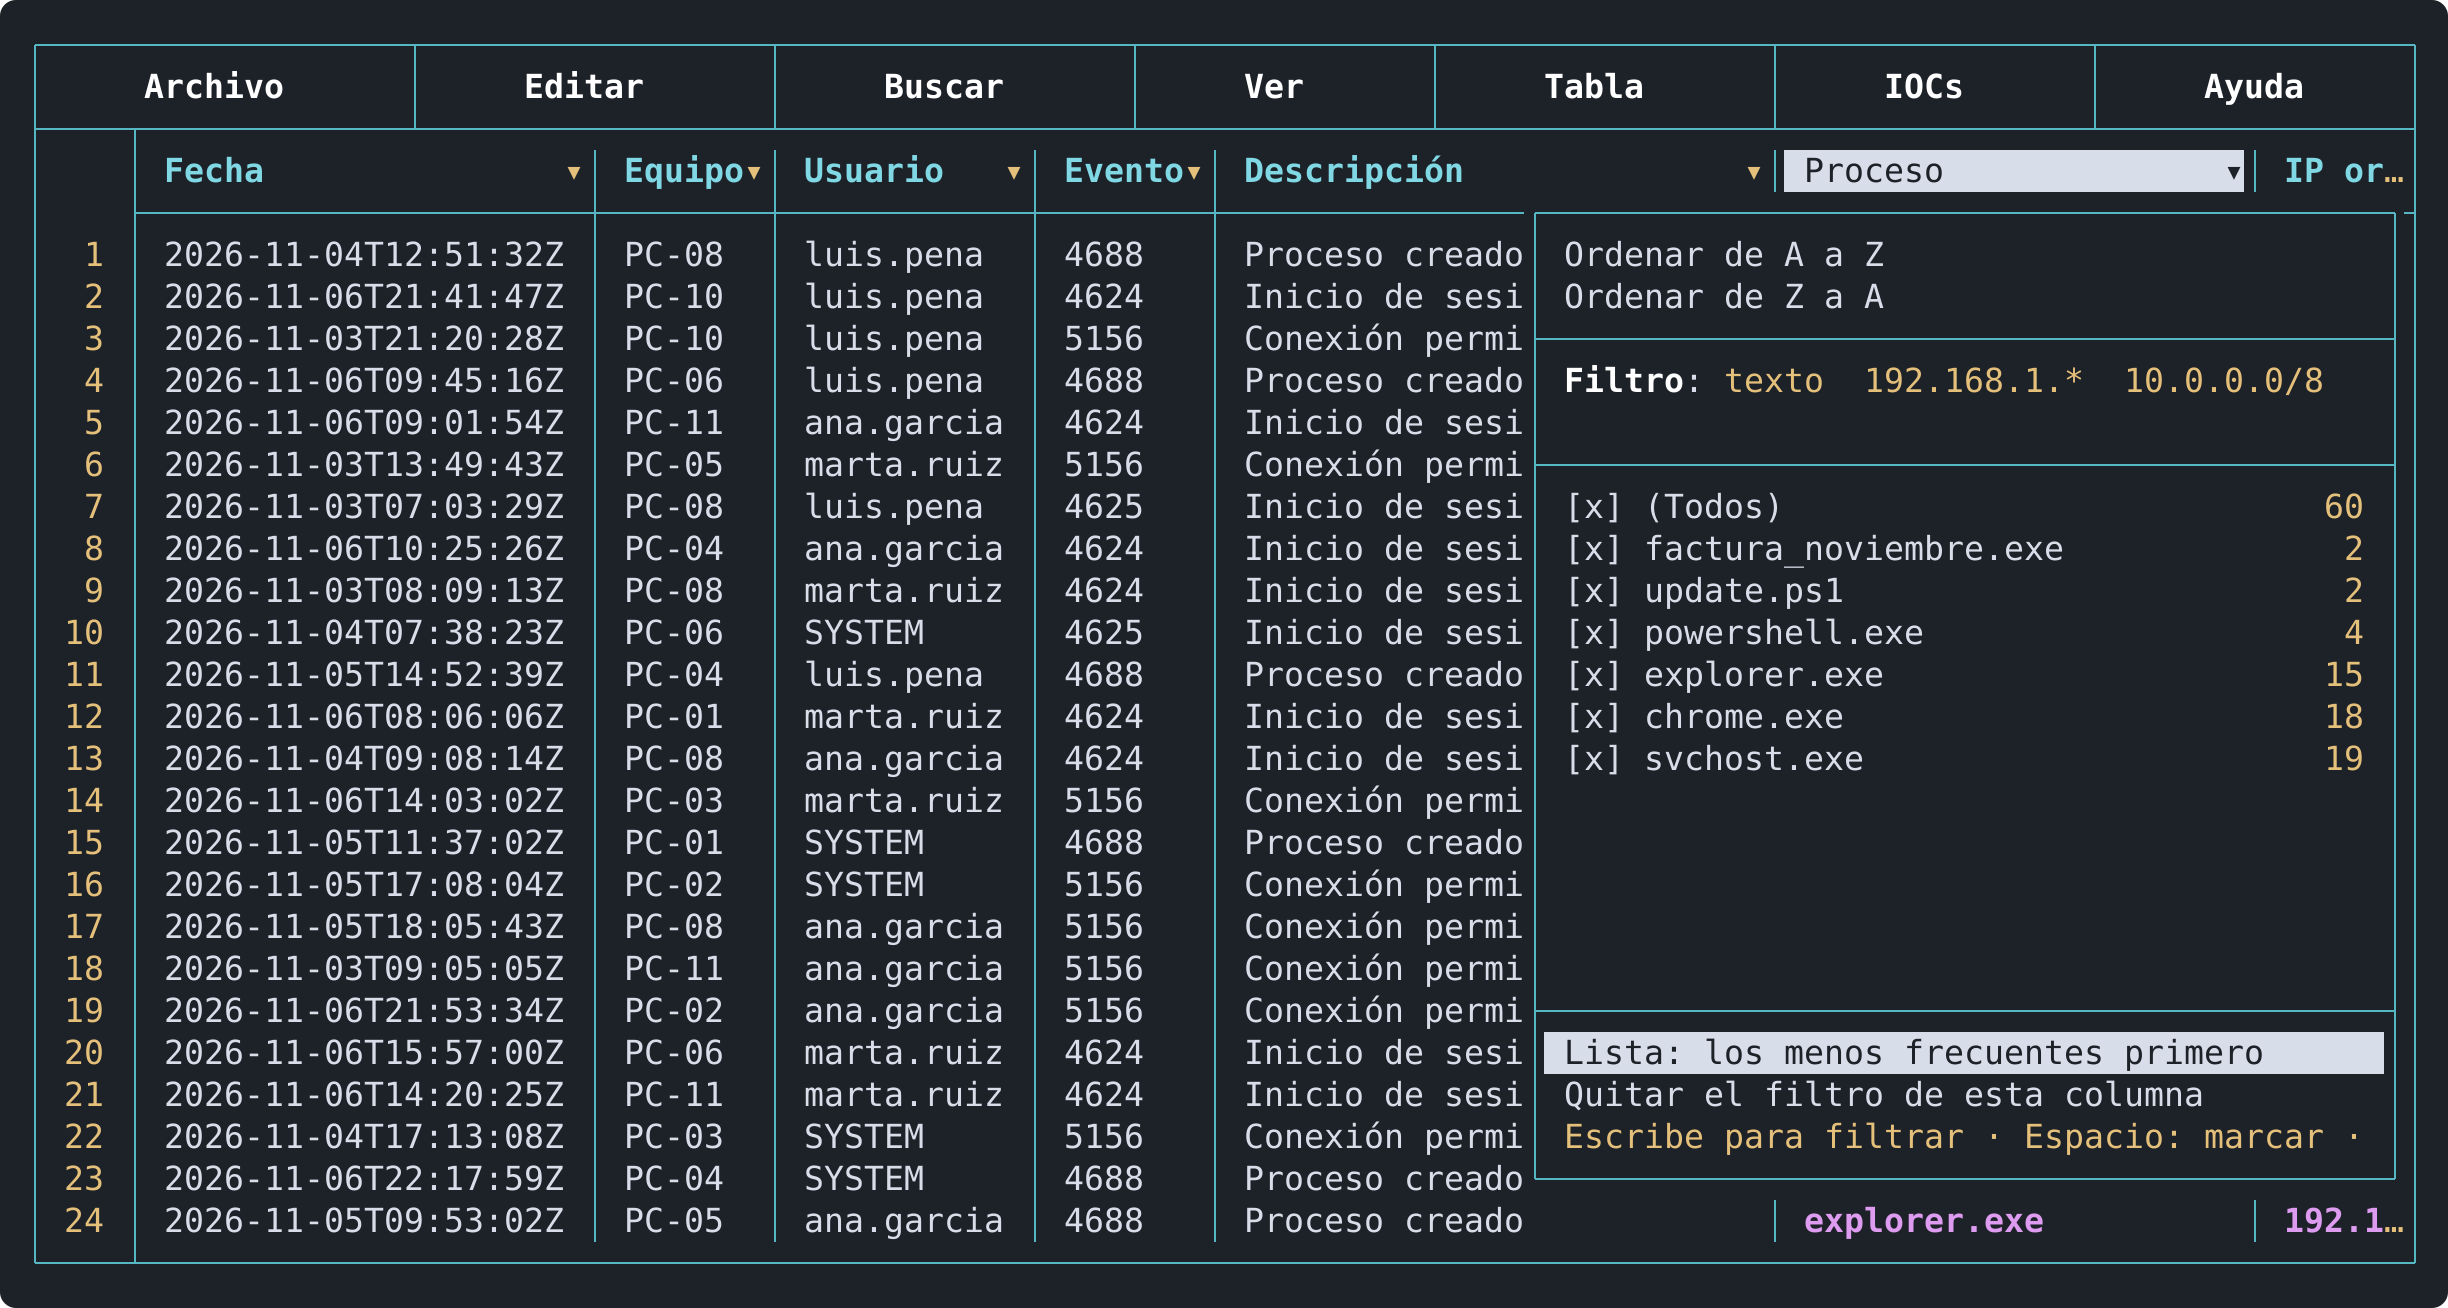 Archivo Editar Buscar Ver Tabla IOCs Ayuda
Fecha ▼ Equipo▼ Usuario ▼ Evento▼ Descripción ▼ Proceso ▼ IP or…
1 2026-11-04T12:51:32Z PC-08 luis.pena 4688 Proceso creado Ordenar de A a Z
2 2026-11-06T21:41:47Z PC-10 luis.pena 4624 Inicio de sesi Ordenar de Z a A
3 2026-11-03T21:20:28Z PC-10 luis.pena 5156 Conexión permi
4 2026-11-06T09:45:16Z PC-06 luis.pena 4688 Proceso creado Filtro: texto 192.168.1.* 10.0.0.0/8
5 2026-11-06T09:01:54Z PC-11 ana.garcia 4624 Inicio de sesi
6 2026-11-03T13:49:43Z PC-05 marta.ruiz 5156 Conexión permi
7 2026-11-03T07:03:29Z PC-08 luis.pena 4625 Inicio de sesi [x] (Todos) 60
8 2026-11-06T10:25:26Z PC-04 ana.garcia 4624 Inicio de sesi [x] factura_noviembre.exe 2
9 2026-11-03T08:09:13Z PC-08 marta.ruiz 4624 Inicio de sesi [x] update.ps1 2
10 2026-11-04T07:38:23Z PC-06 SYSTEM 4625 Inicio de sesi [x] powershell.exe 4
11 2026-11-05T14:52:39Z PC-04 luis.pena 4688 Proceso creado [x] explorer.exe 15
12 2026-11-06T08:06:06Z PC-01 marta.ruiz 4624 Inicio de sesi [x] chrome.exe 18
13 2026-11-04T09:08:14Z PC-08 ana.garcia 4624 Inicio de sesi [x] svchost.exe 19
14 2026-11-06T14:03:02Z PC-03 marta.ruiz 5156 Conexión permi
15 2026-11-05T11:37:02Z PC-01 SYSTEM 4688 Proceso creado
16 2026-11-05T17:08:04Z PC-02 SYSTEM 5156 Conexión permi
17 2026-11-05T18:05:43Z PC-08 ana.garcia 5156 Conexión permi
18 2026-11-03T09:05:05Z PC-11 ana.garcia 5156 Conexión permi
19 2026-11-06T21:53:34Z PC-02 ana.garcia 5156 Conexión permi
20 2026-11-06T15:57:00Z PC-06 marta.ruiz 4624 Inicio de sesi Lista: los menos frecuentes primero
21 2026-11-06T14:20:25Z PC-11 marta.ruiz 4624 Inicio de sesi Quitar el filtro de esta columna
22 2026-11-04T17:13:08Z PC-03 SYSTEM 5156 Conexión permi Escribe para filtrar · Espacio: marcar ·
23 2026-11-06T22:17:59Z PC-04 SYSTEM 4688 Proceso creado
24 2026-11-05T09:53:02Z PC-05 ana.garcia 4688 Proceso creado explorer.exe 192.1…